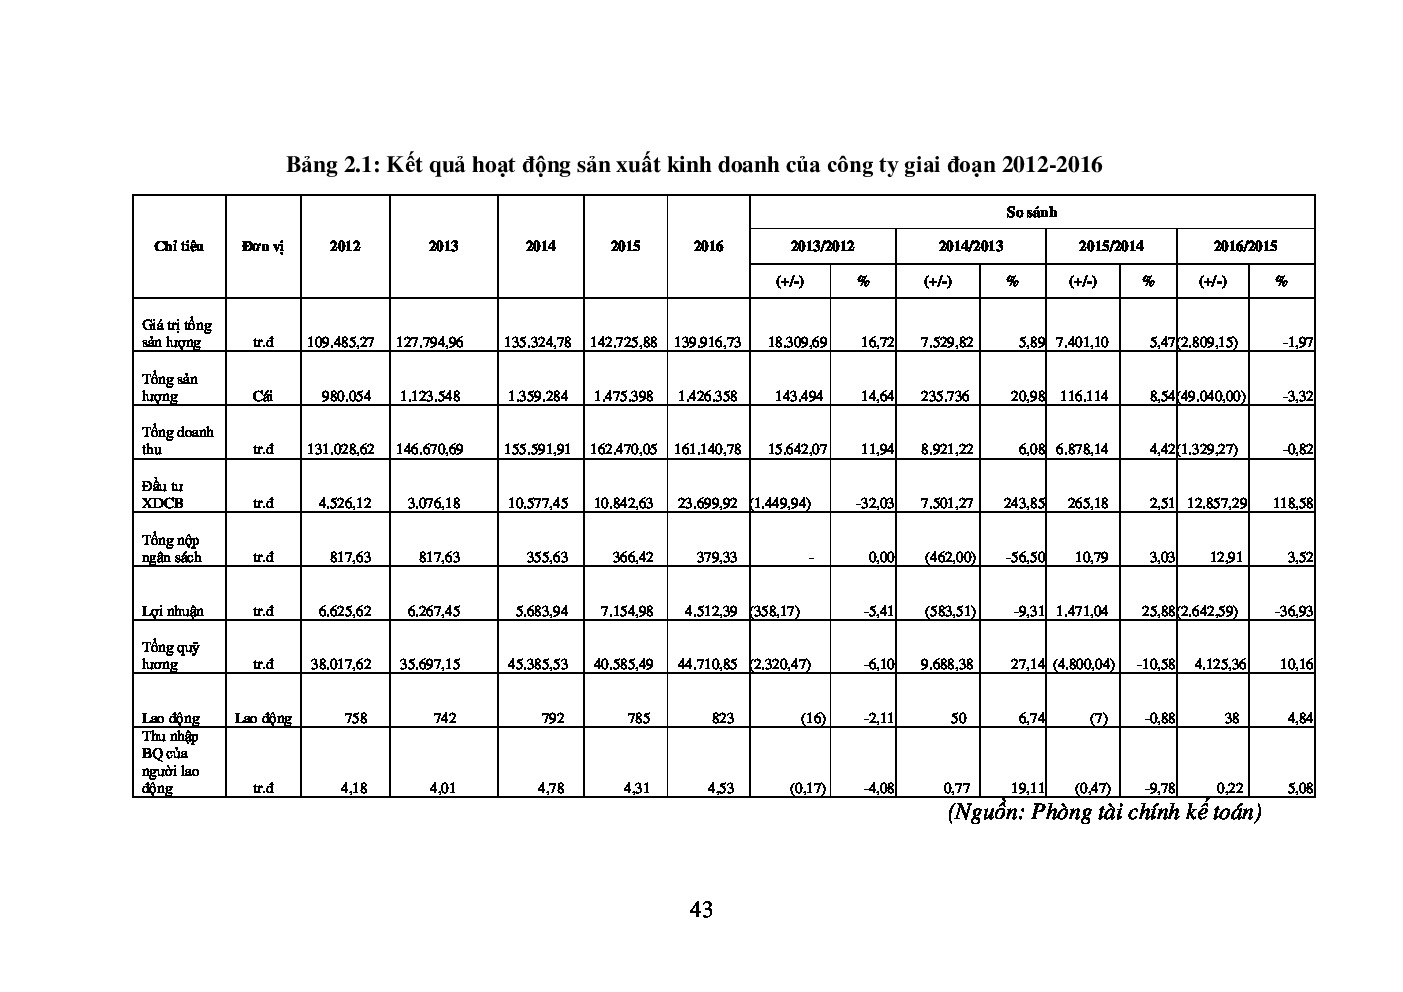 Bảng 2.1: Kết quả hoạt động sản xuất kinh doanh của công ty giai đoạn 2012-2016
Chỉ tiêu Đơn vị 2012 2013 2014 2015 2016 So sánh
2013/2012 2014/2013 2015/2014 2016/2015
(+/-) % (+/-) % (+/-) % (+/-) %
Giá trị tổng
sản lượng tr.đ 109.485,27 127.794,96 135.324,78 142.725,88 139.916,73 18.309,69 16,72 7.529,82 5,89 7.401,10 5,47 (2.809,15) -1,97
Tổng sản
lượng Cái 980.054 1.123.548 1.359.284 1.475.398 1.426.358 143.494 14,64 235.736 20,98 116.114 8,54 (49.040,00) -3,32
Tổng doanh
thu tr.đ 131.028,62 146.670,69 155.591,91 162.470,05 161.140,78 15.642,07 11,94 8.921,22 6,08 6.878,14 4,42 (1.329,27) -0,82
Đầu tư
XDCB tr.đ 4.526,12 3.076,18 10.577,45 10.842,63 23.699,92 (1.449,94) -32,03 7.501,27 243,85 265,18 2,51 12.857,29 118,58
Tổng nộp
ngân sách tr.đ 817,63 817,63 355,63 366,42 379,33 - 0,00 (462,00) -56,50 10,79 3,03 12,91 3,52
Lợi nhuận tr.đ 6.625,62 6.267,45 5.683,94 7.154,98 4.512,39 (358,17) -5,41 (583,51) -9,31 1.471,04 25,88 (2.642,59) -36,93
Tổng quỹ
lương tr.đ 38.017,62 35.697,15 45.385,53 40.585,49 44.710,85 (2.320,47) -6,10 9.688,38 27,14 (4.800,04) -10,58 4.125,36 10,16
Lao động Lao động 758 742 792 785 823 (16) -2,11 50 6,74 (7) -0,88 38 4,84
Thu nhập
BQ của
người lao
động tr.đ 4,18 4,01 4,78 4,31 4,53 (0,17) -4,08 0,77 19,11 (0,47) -9,78 0,22 5,08
(Nguồn: Phòng tài chính kế toán)
43